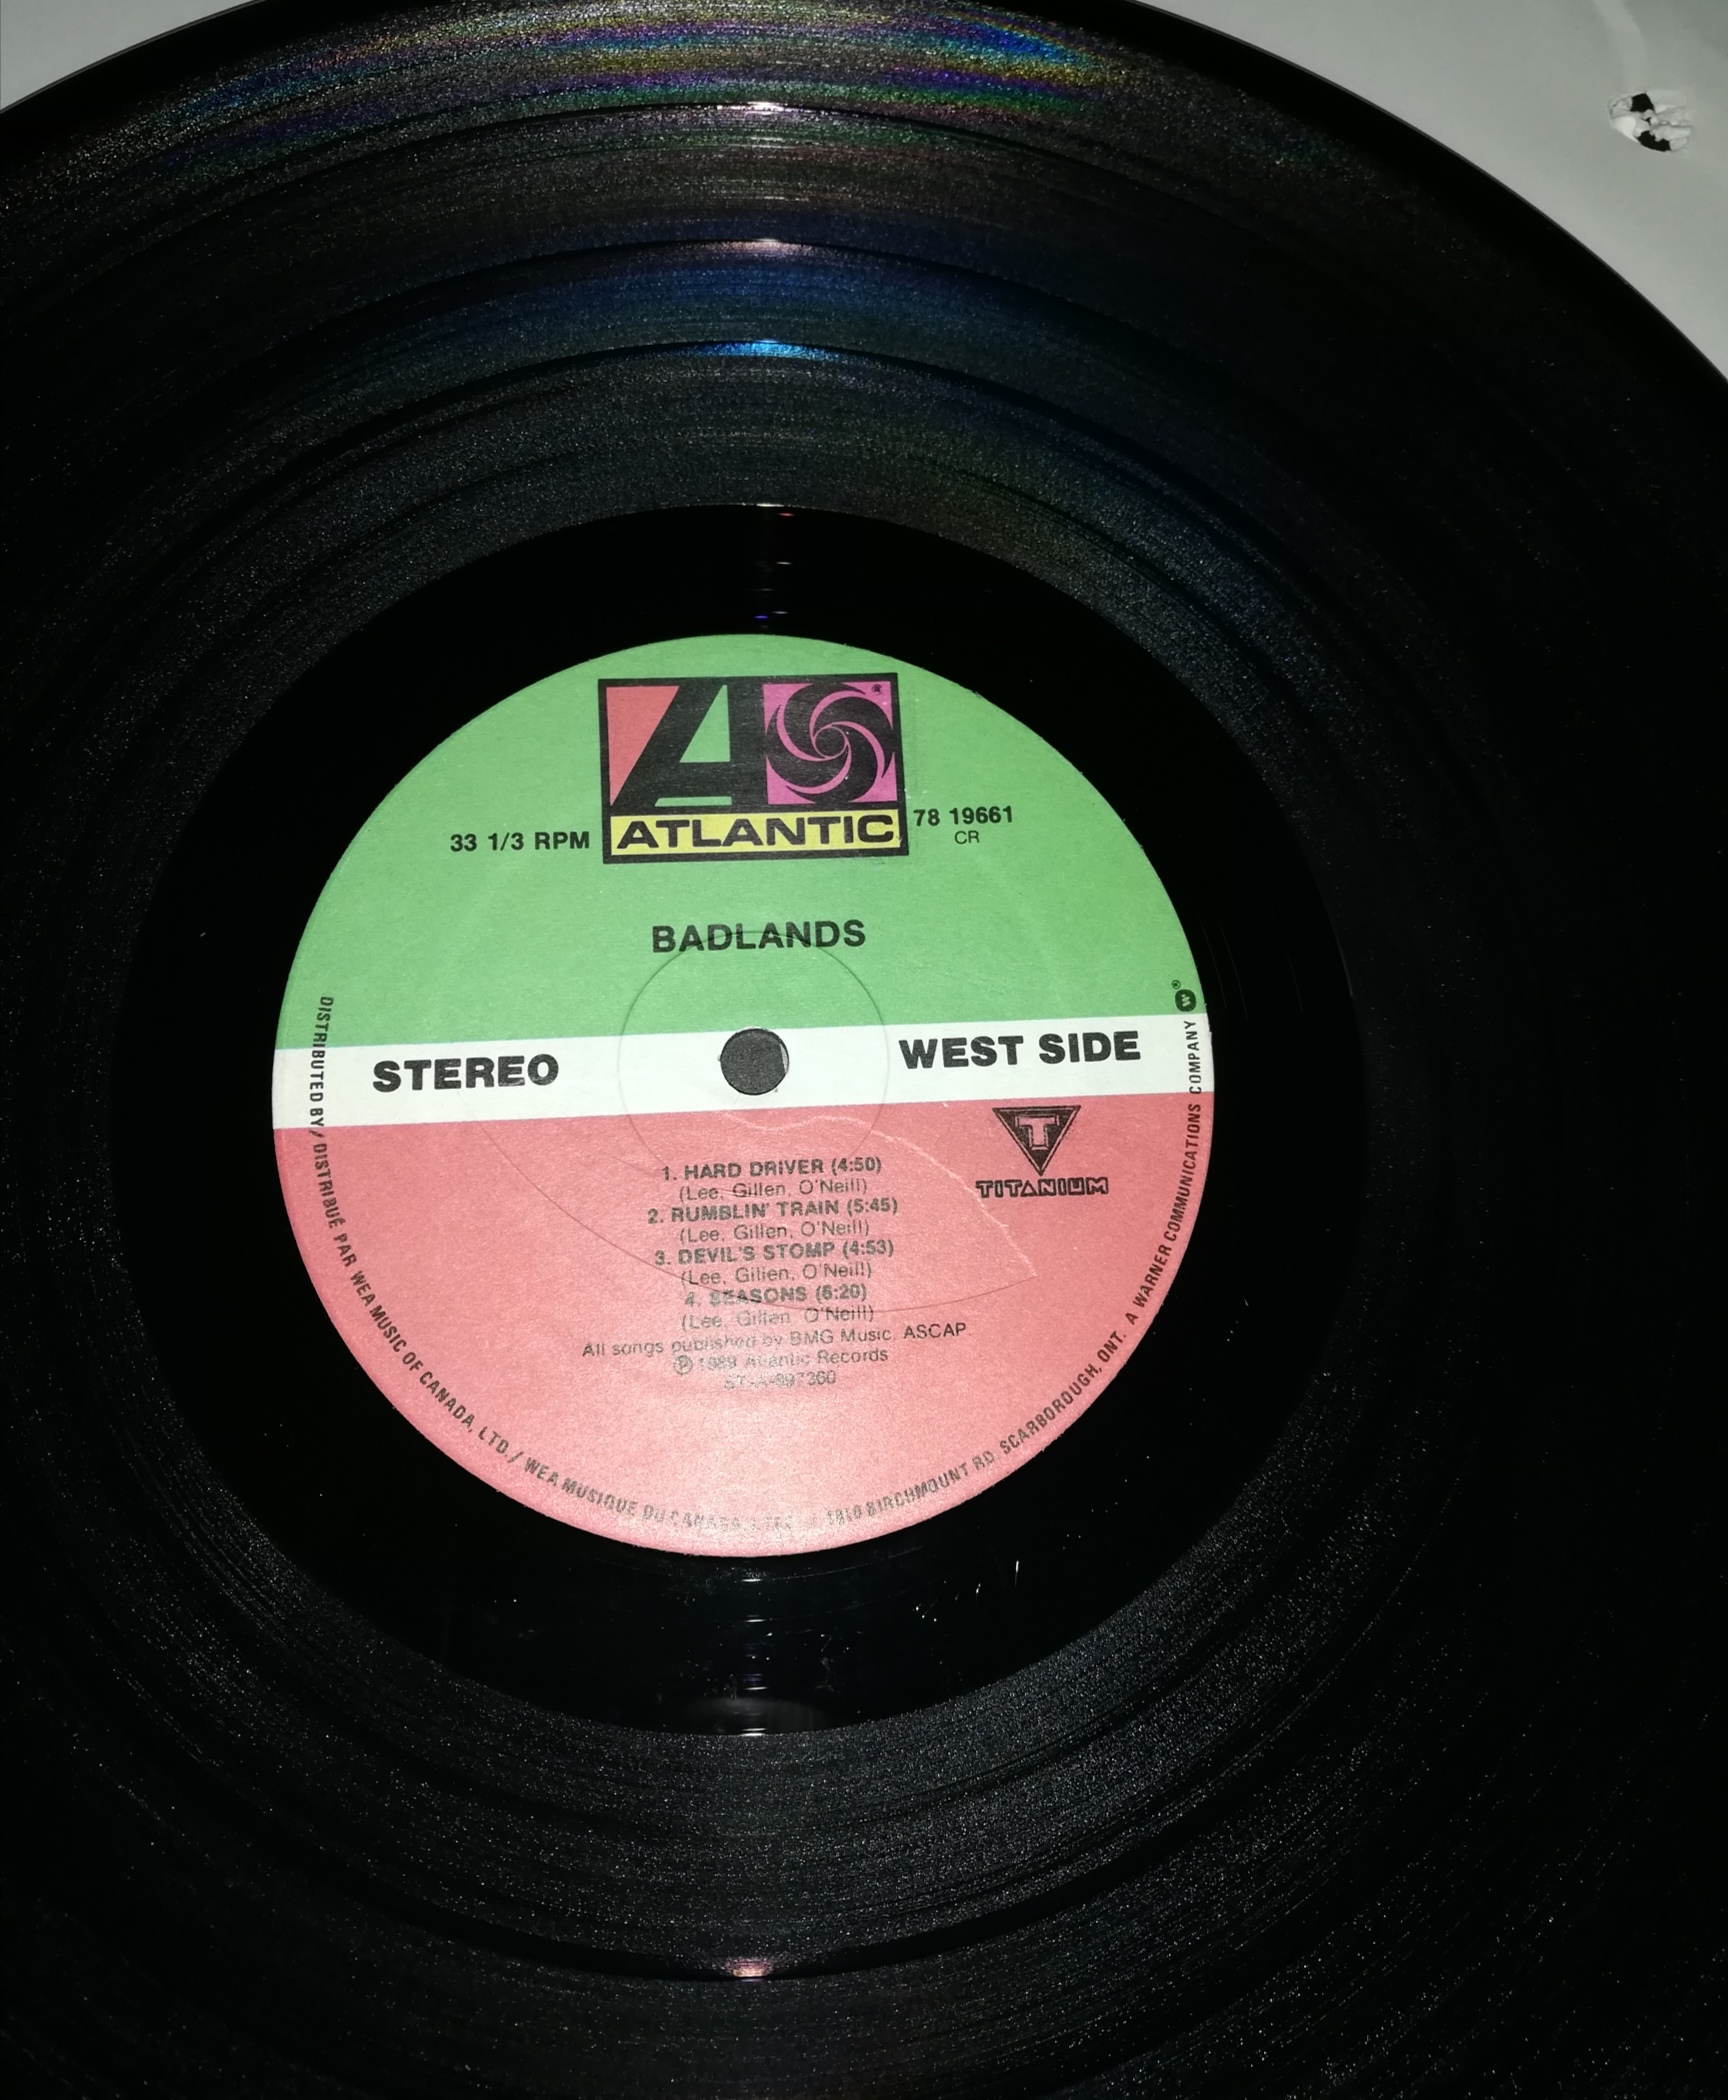 ATLANTIC
®
33 1/3 RPM
78 19661
CR
BADLANDS
STEREO
WEST SIDE
T
TITANIUM
1. HARD DRIVER (4:50)
(Lee, Gillen, O'Neill)
2. RUMBLIN' TRAIN (5:45)
(Lee, Gillen, O'Neill)
3. DEVIL'S STOMP (4:53)
(Lee, Gillen, O'Neill)
4. SEASONS (6:20)
(Lee, Gillen, O'Neill)
All songs published by BMG Music, ASCAP
℗ 1989 Atlantic Records
DISTRIBUTED BY / DISTRIBUÉ PAR WEA MUSIC OF CANADA, LTD. / WEA MUSIQUE DU CANADA, LTEE 1810 BIRCHMOUNT RD. SCARBOROUGH, ONT. A WARNER COMMUNICATIONS COMPANY W®